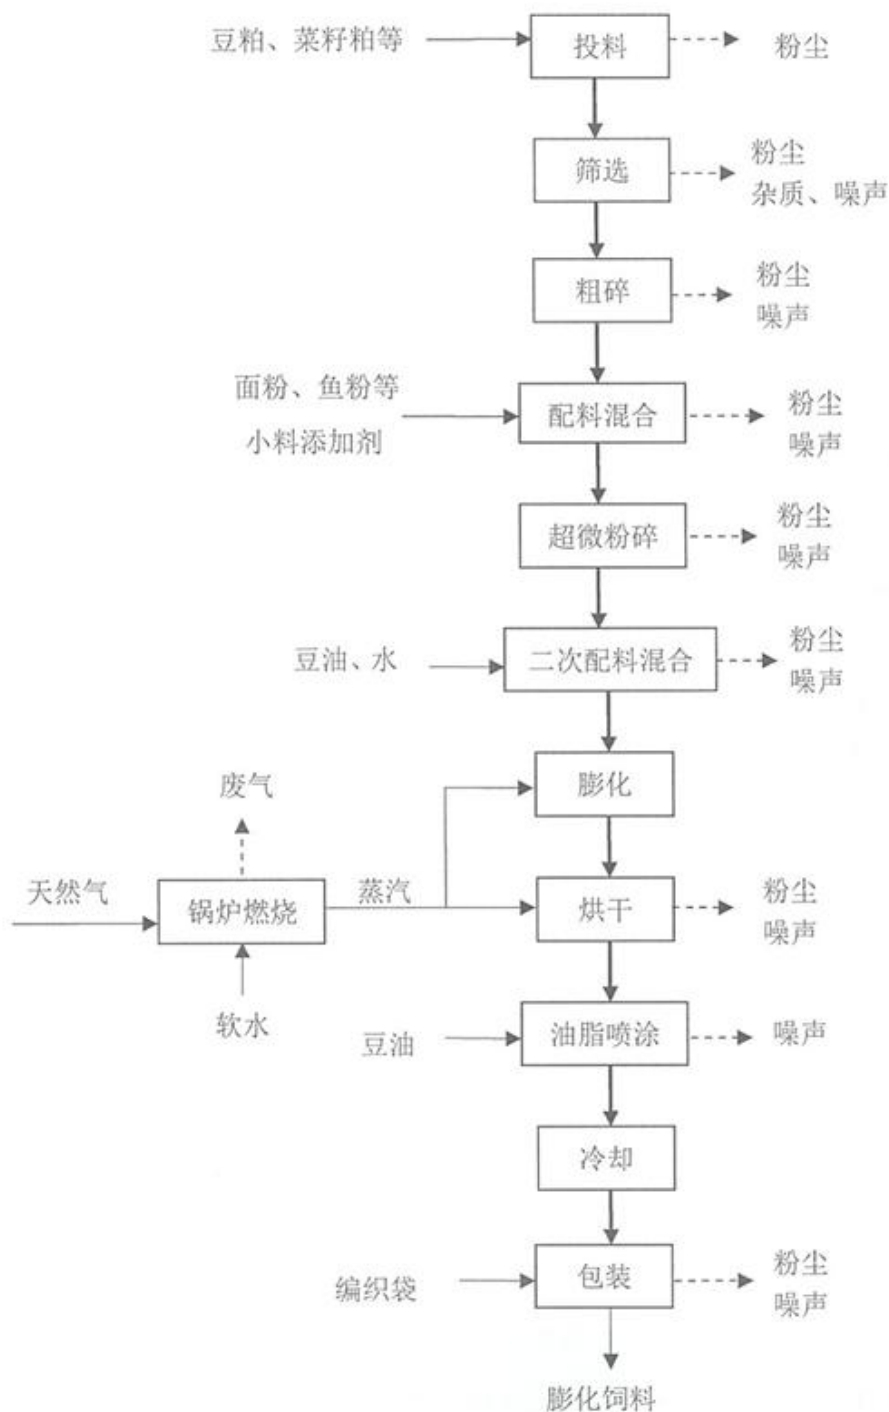 豆粕、菜籽粕等
投料
粉尘
筛选
粉尘
杂质、噪声
粗碎
粉尘
噪声
面粉、鱼粉等
小料添加剂
配料混合
粉尘
噪声
超微粉碎
粉尘
噪声
豆油、水
二次配料混合
粉尘
噪声
膨化
废气
天然气
锅炉燃烧
蒸汽
软水
烘干
粉尘
噪声
豆油
油脂喷涂
噪声
冷却
编织袋
包装
粉尘
噪声
膨化饲料